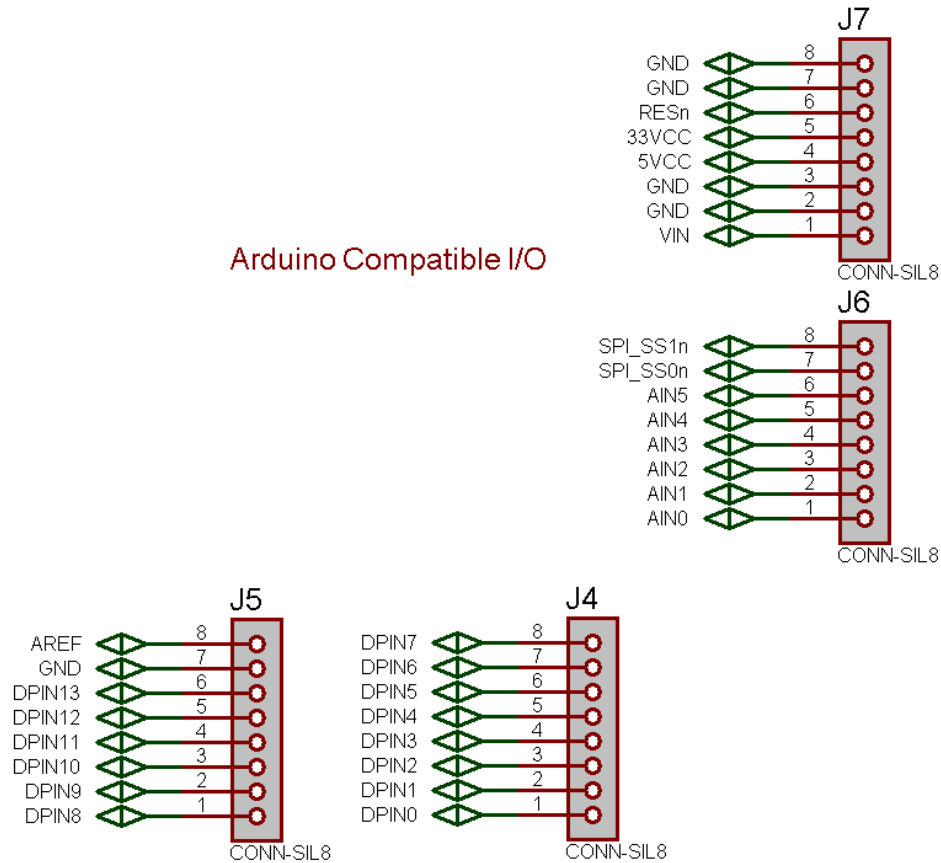 J7
GND 8
GND 7
RESn 6
33VCC 5
5VCC 4
GND 3
GND 2
VIN 1
CONN-SIL8
Arduino Compatible I/O
J6
SPI_SS1n 8
SPI_SS0n 7
AIN5 6
AIN4 5
AIN3 4
AIN2 3
AIN1 2
AIN0 1
CONN-SIL8
J5
AREF 8
GND 7
DPIN13 6
DPIN12 5
DPIN11 4
DPIN10 3
DPIN9 2
DPIN8 1
CONN-SIL8
J4
DPIN7 8
DPIN6 7
DPIN5 6
DPIN4 5
DPIN3 4
DPIN2 3
DPIN1 2
DPIN0 1
CONN-SIL8